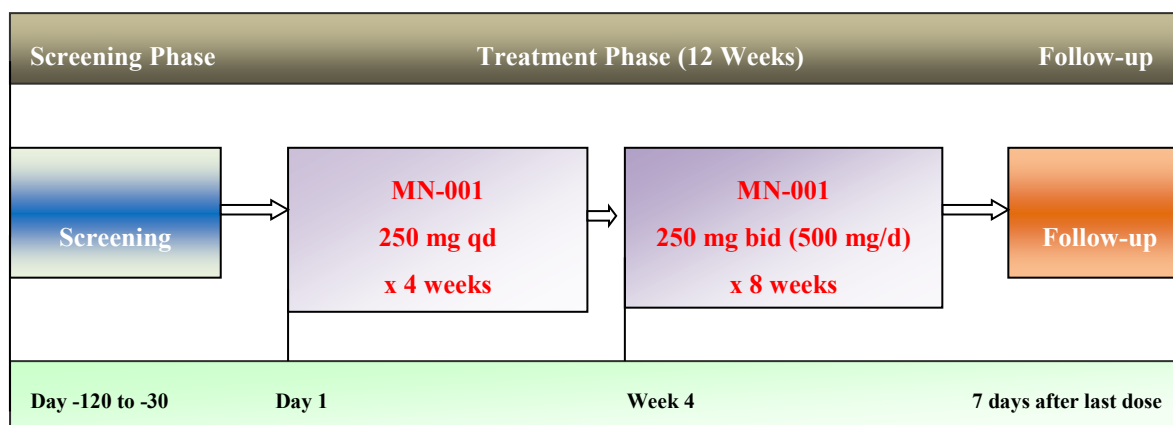 Screening Phase
Treatment Phase (12 Weeks)
Follow-up
Screening
MN-001
250 mg qd
x 4 weeks
MN-001
250 mg bid (500 mg/d)
x 8 weeks
Follow-up
Day -120 to -30
Day 1
Week 4
7 days after last dose